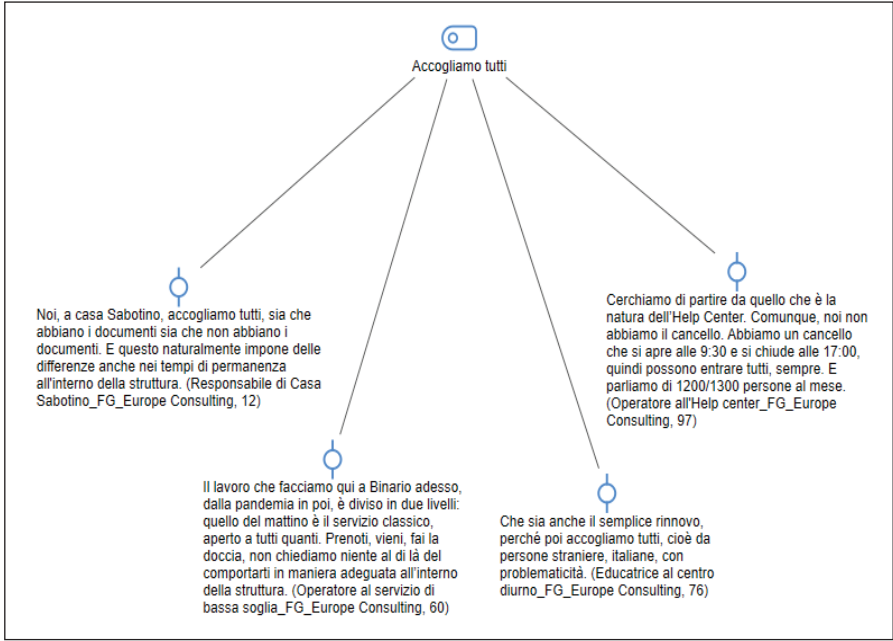 Accogliamo tutti
Noi, a casa Sabotino, accogliamo tutti, sia che
abbiano i documenti sia che non abbiano i
documenti. E questo naturalmente impone delle
differenze anche nei tempi di permanenza
all'interno della struttura. (Responsabile di Casa
Sabotino_FG_Europe Consulting, 12)
Il lavoro che facciamo qui a Binario adesso,
dalla pandemia in poi, è diviso in due livelli:
quello del mattino è il servizio classico,
aperto a tutti quanti. Prenoti, vieni, fai la
doccia, non chiediamo niente al di là del
comportarti in maniera adeguata all'interno
della struttura. (Operatore al servizio di
bassa soglia_FG_Europe Consulting, 60)
Che sia anche il semplice rinnovo,
perché poi accogliamo tutti, cioè da
persone straniere, italiane, con
problematicità. (Educatrice al centro
diurno_FG_Europe Consulting, 76)
Cerchiamo di partire da quello che è la
natura dell'Help Center. Comunque, noi non
abbiamo il cancello. Abbiamo un cancello
che si apre alle 9:30 e si chiude alle 17:00,
quindi possono entrare tutti, sempre. E
parliamo di 1200/1300 persone al mese.
(Operatore all'Help center_FG_Europe
Consulting, 97)